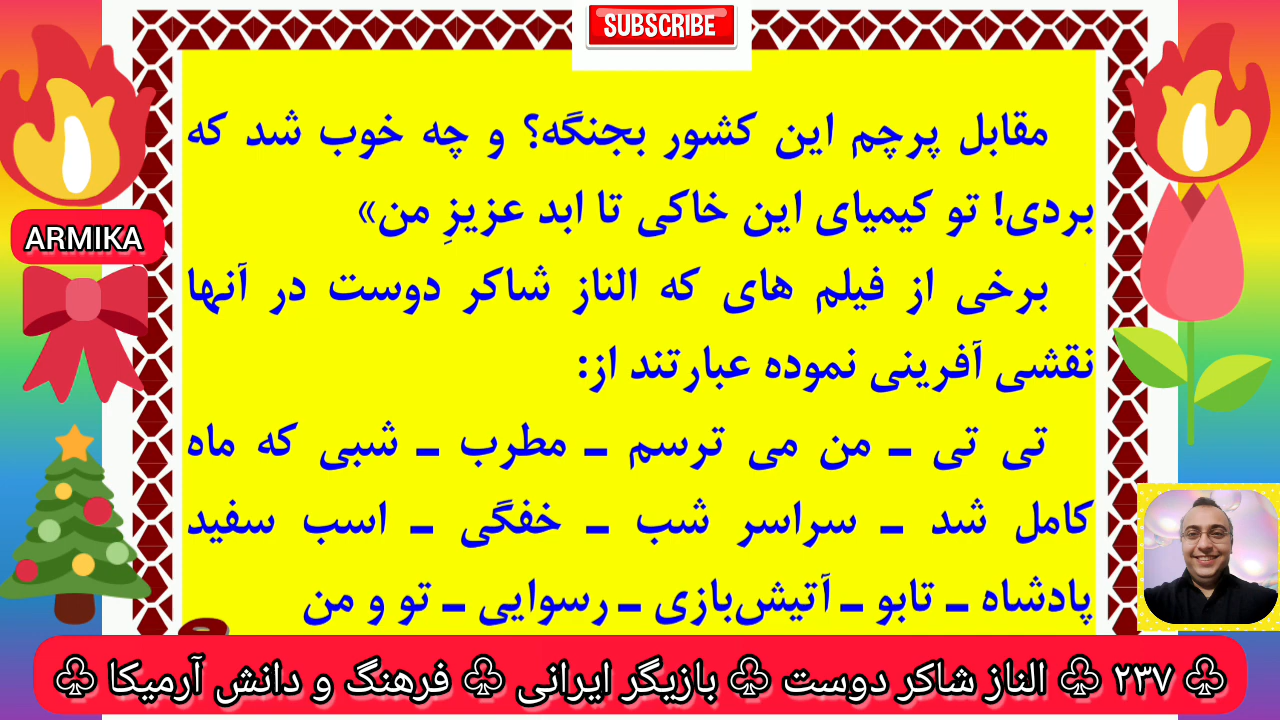 SUBSCRIBE
مقابل پرچم این کشور بجنگه؟ و چه خوب شد که
بردی! تو کیمیای این خاکی تا ابد عزیزِ من»
برخی از فیلم های که الناز شاکر دوست در آنها
نقشی آفرینی نموده عبارتند از:
تی تی ـ من می ترسم ـ مطرب ـ شبی که ماه
کامل شد ـ سراسر شب ـ خفگی ـ اسب سفید
پادشاه ـ تابو ـ آتیش‌بازی ـ رسوایی ـ تو و من
ARMIKA
♧ ۲۳۷ ♧ الناز شاکر دوست ♧ بازیگر ایرانی ♧ فرهنگ و دانش آرمیکا ♧